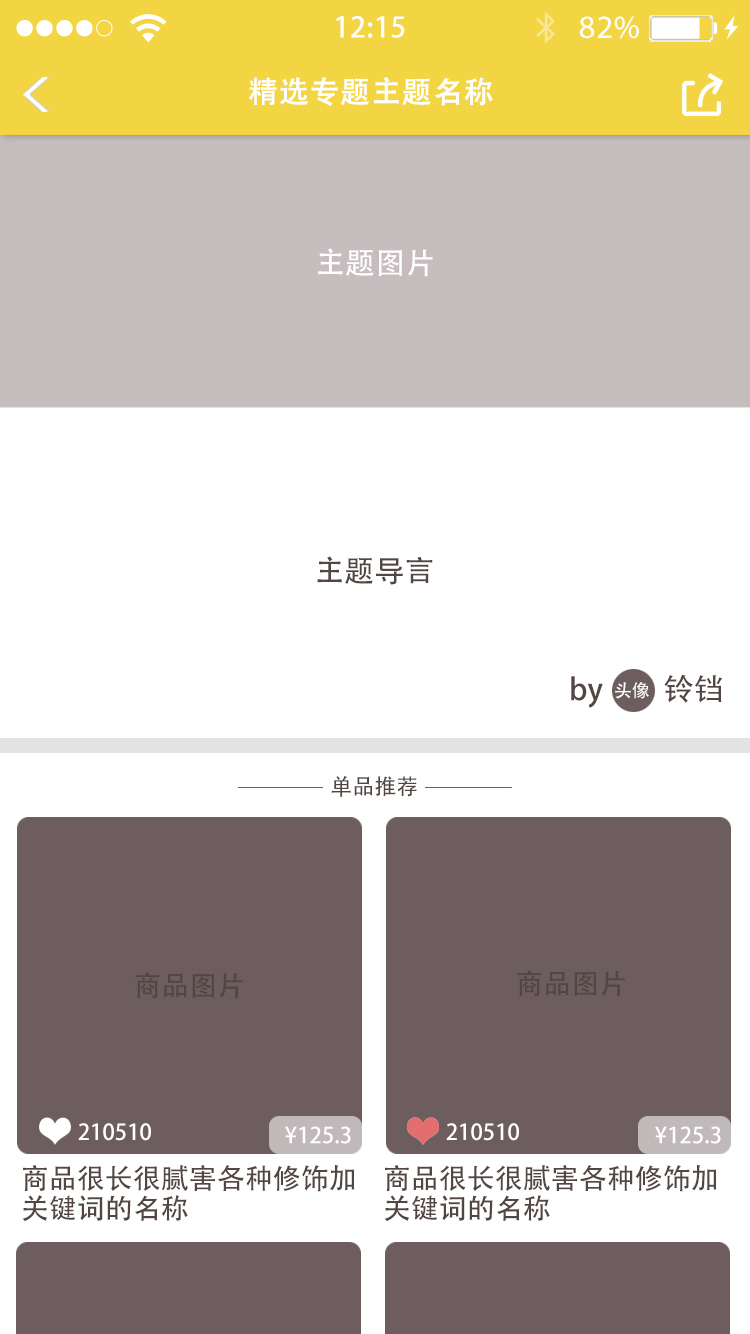 12:15
82%
精选专题主题名称
主题图片
主题导言
by 头像 铃铛
单品推荐
商品图片
商品图片
210510
¥125.3
210510
¥125.3
商品很长很腻害各种修饰加
关键词的名称
商品很长很腻害各种修饰加
关键词的名称